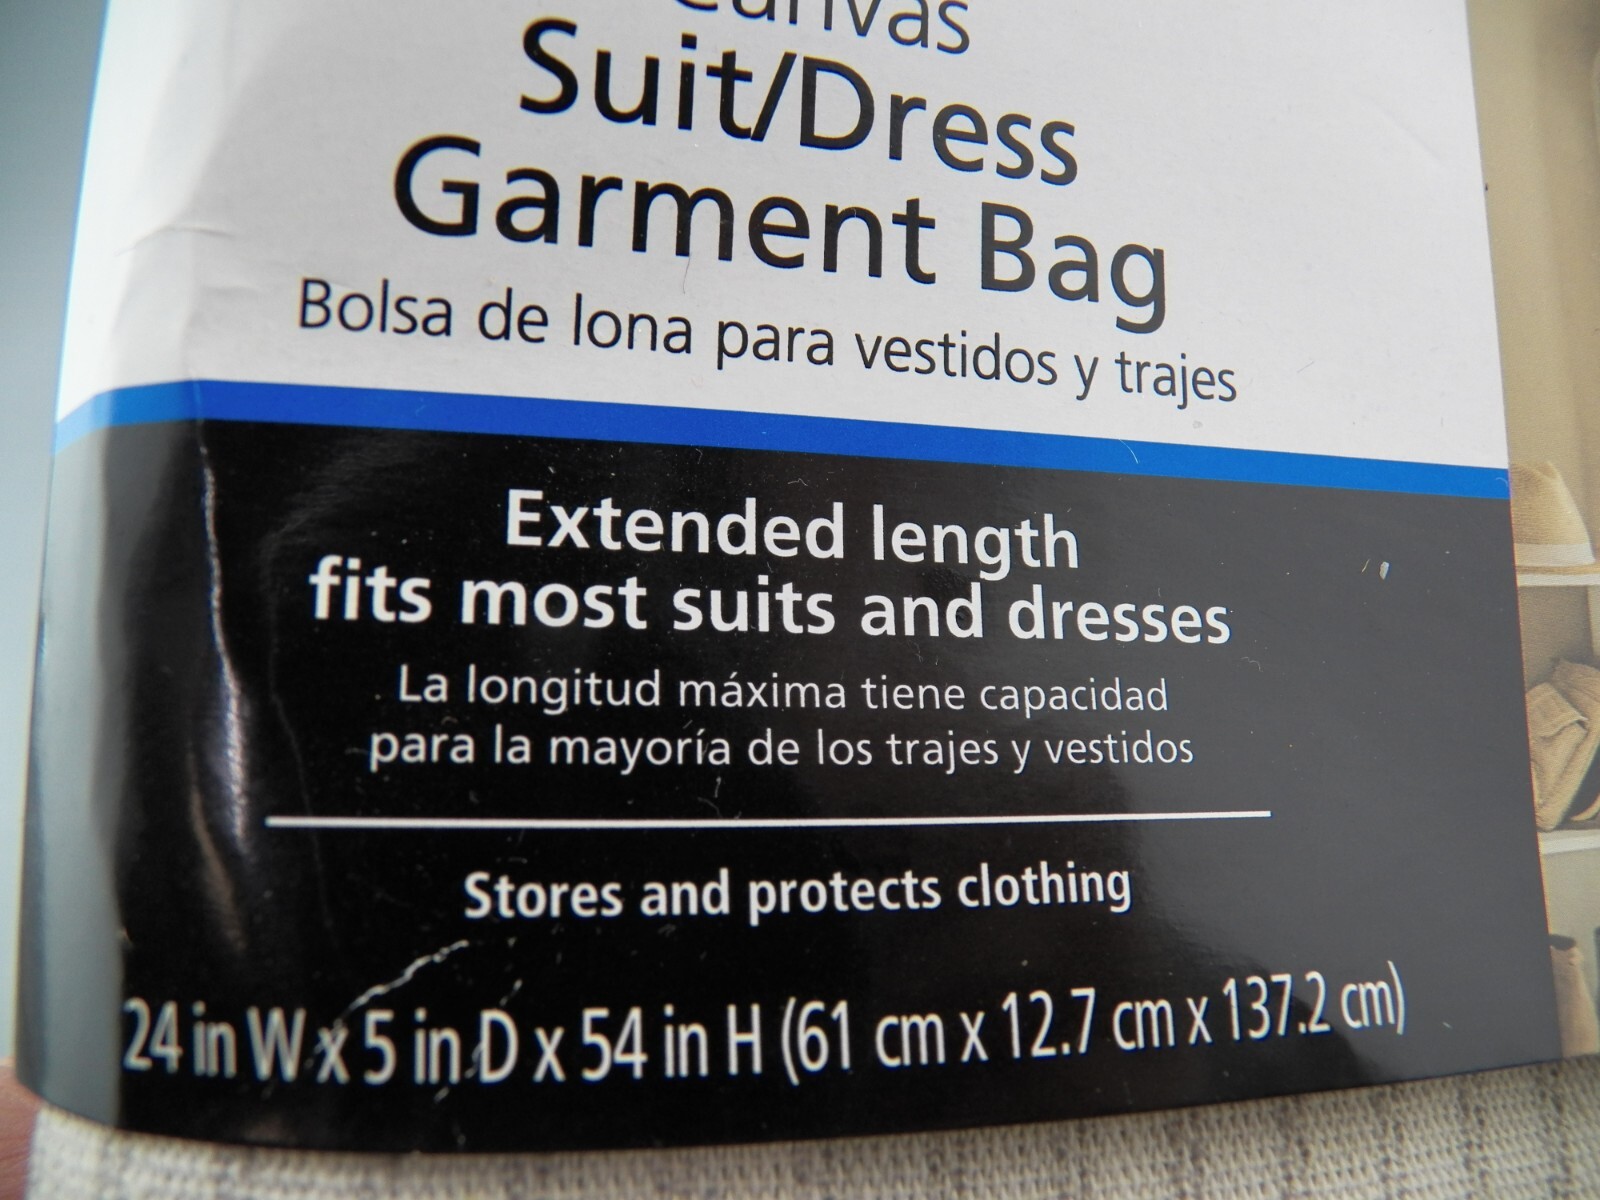 Canvas
Suit/Dress
Garment Bag
Bolsa de lona para vestidos y trajes
Extended length
fits most suits and dresses
La longitud máxima tiene capacidad
para la mayoría de los trajes y vestidos
Stores and protects clothing
24 in W x 5 in D x 54 in H (61 cm x 12.7 cm x 137.2 cm)